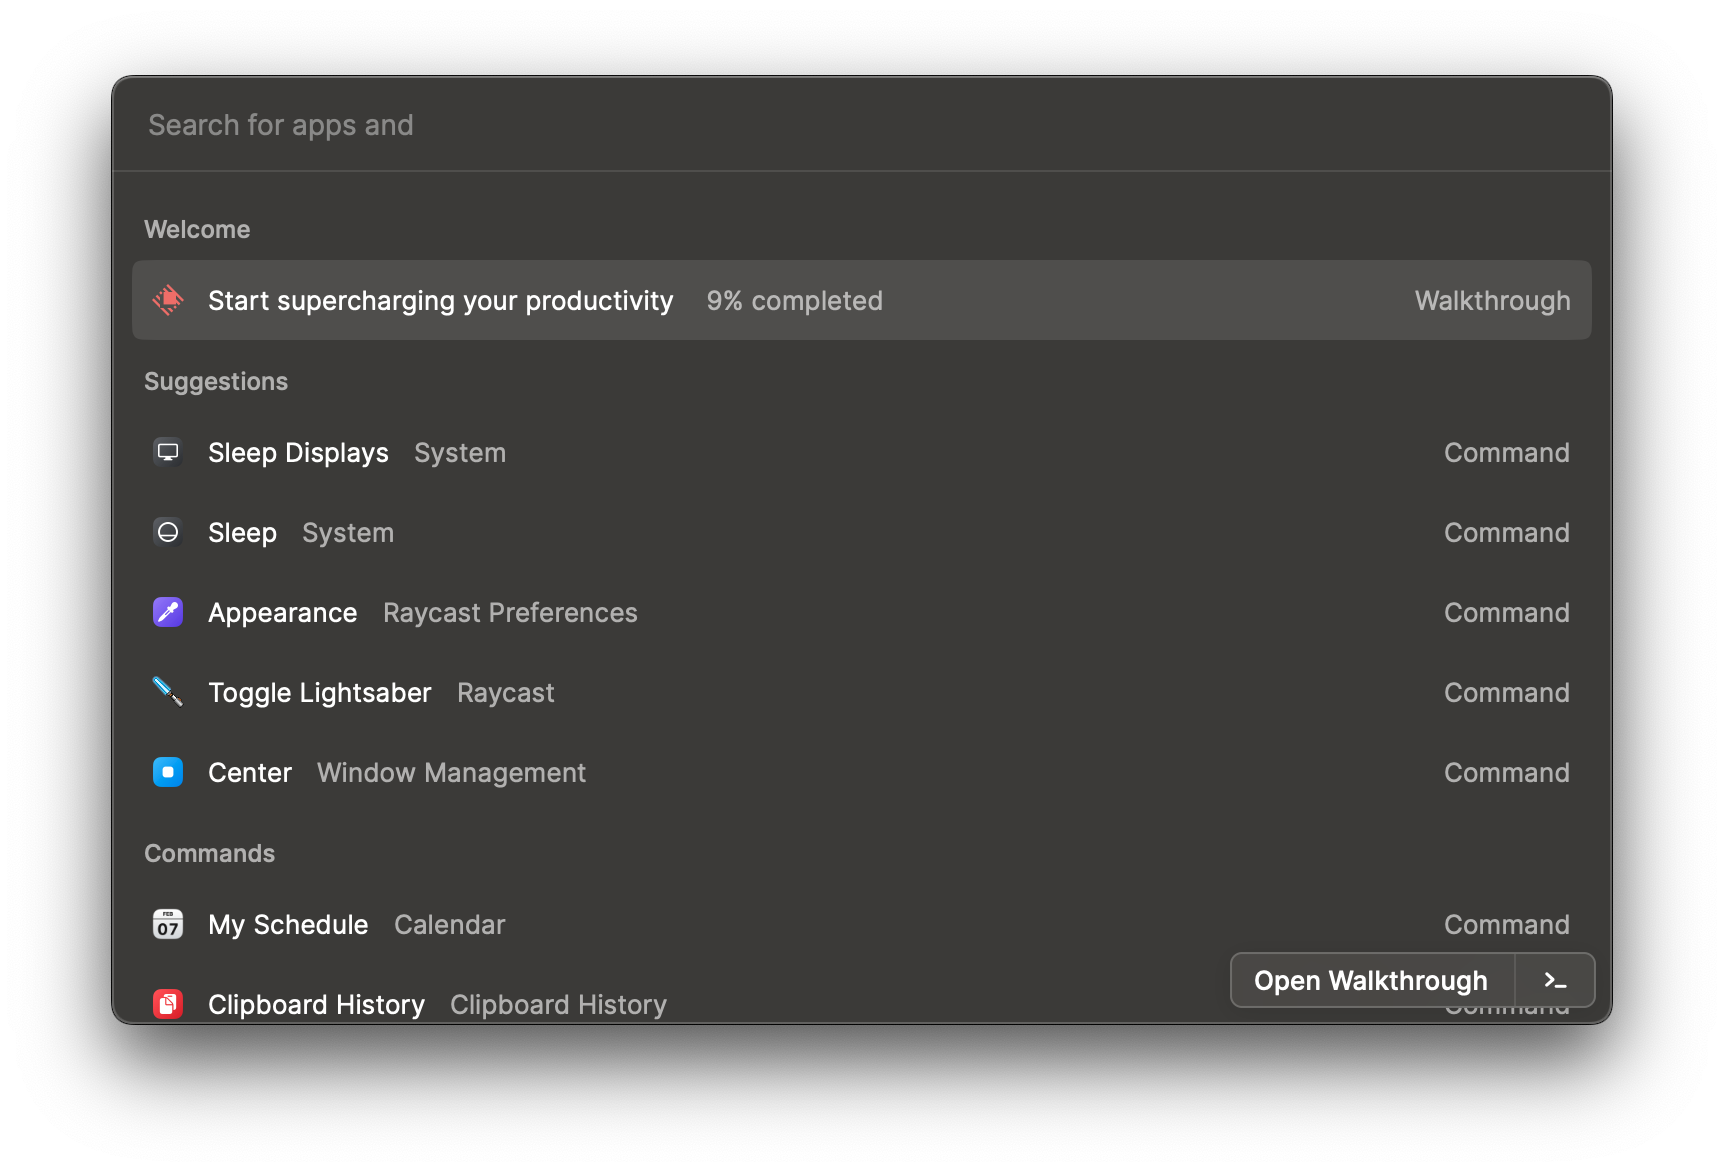 Search for apps and
Welcome
Start supercharging your productivity 9% completed Walkthrough
Suggestions
Sleep Displays System Command
Sleep System Command
Appearance Raycast Preferences Command
Toggle Lightsaber Raycast Command
Center Window Management Command
Commands
FEB
07
My Schedule Calendar Command
Open Walkthrough >_
Clipboard History Clipboard History Command